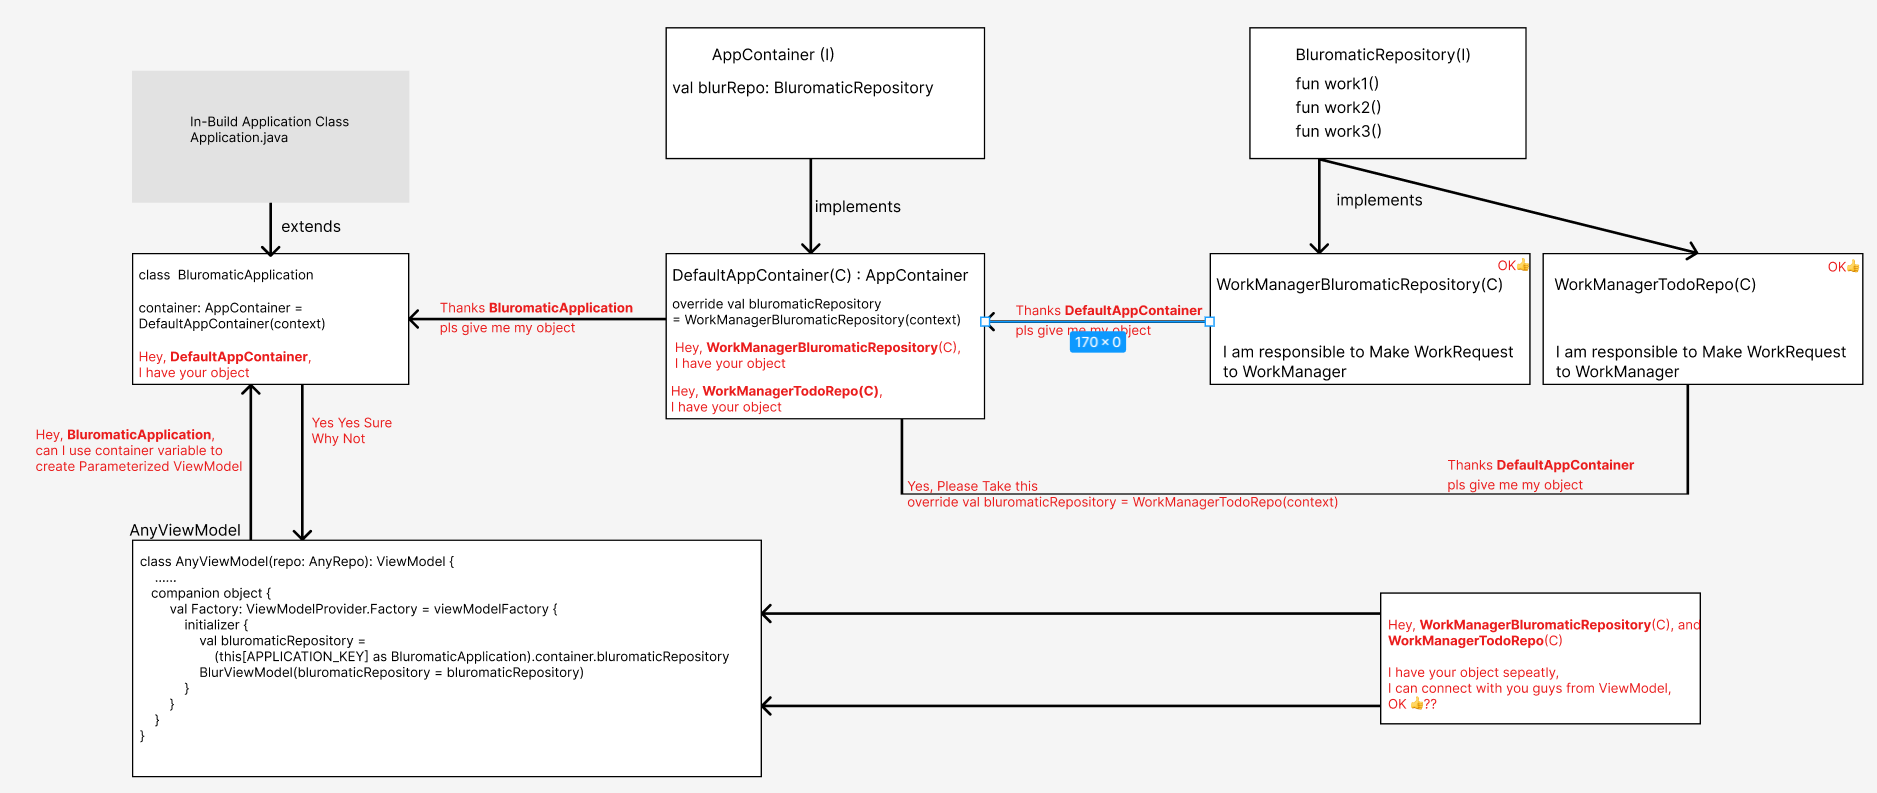 AppContainer (I)
val blurRepo: BluromaticRepository
BluromaticRepository(I)
fun work1()
fun work2()
fun work3()
In-Build Application Class
Application.java
extends
implements
implements
class  BluromaticApplication
container: AppContainer =
DefaultAppContainer(context)
Hey, DefaultAppContainer,
I have your object
Thanks BluromaticApplication
pls give me my object
DefaultAppContainer(C) : AppContainer
override val bluromaticRepository
= WorkManagerBluromaticRepository(context)
Hey, WorkManagerBluromaticRepository(C),
I have your object
Hey, WorkManagerTodoRepo(C),
I have your object
Thanks DefaultAppContainer
pls give me my object
170 × 0
OK👍
WorkManagerBluromaticRepository(C)
I am responsible to Make WorkRequest
to WorkManager
OK👍
WorkManagerTodoRepo(C)
I am responsible to Make WorkRequest
to WorkManager
Hey, BluromaticApplication,
can I use container variable to
create Parameterized ViewModel
Yes Yes Sure
Why Not
Yes, Please Take this
override val bluromaticRepository = WorkManagerTodoRepo(context)
Thanks DefaultAppContainer
pls give me my object
AnyViewModel
class AnyViewModel(repo: AnyRepo): ViewModel {
......
companion object {
val Factory: ViewModelProvider.Factory = viewModelFactory {
initializer {
val bluromaticRepository =
(this[APPLICATION_KEY] as BluromaticApplication).container.bluromaticRepository
BlurViewModel(bluromaticRepository = bluromaticRepository)
}
}
}
}
Hey, WorkManagerBluromaticRepository(C), and
WorkManagerTodoRepo(C)
I have your object sepeatly,
I can connect with you guys from ViewModel,
OK 👍??